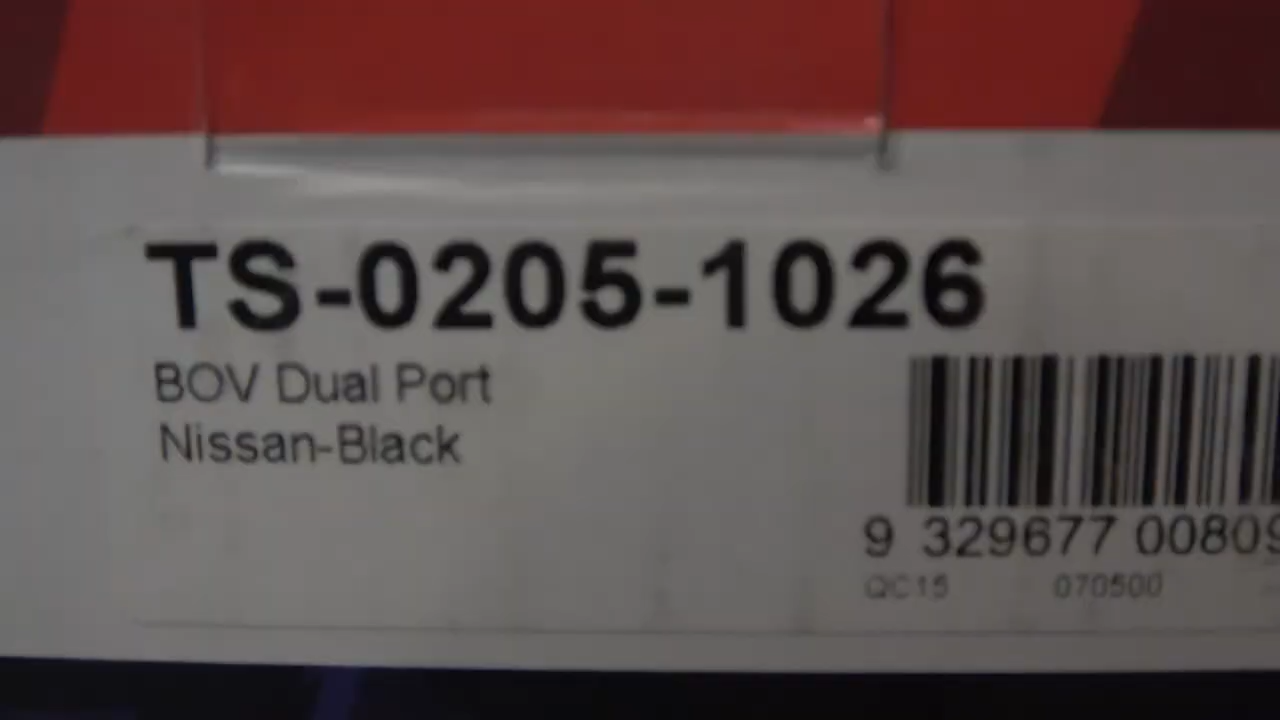 TS-0205-1026
BOV Dual Port
Nissan-Black
9 329677 00809
QC15 070500